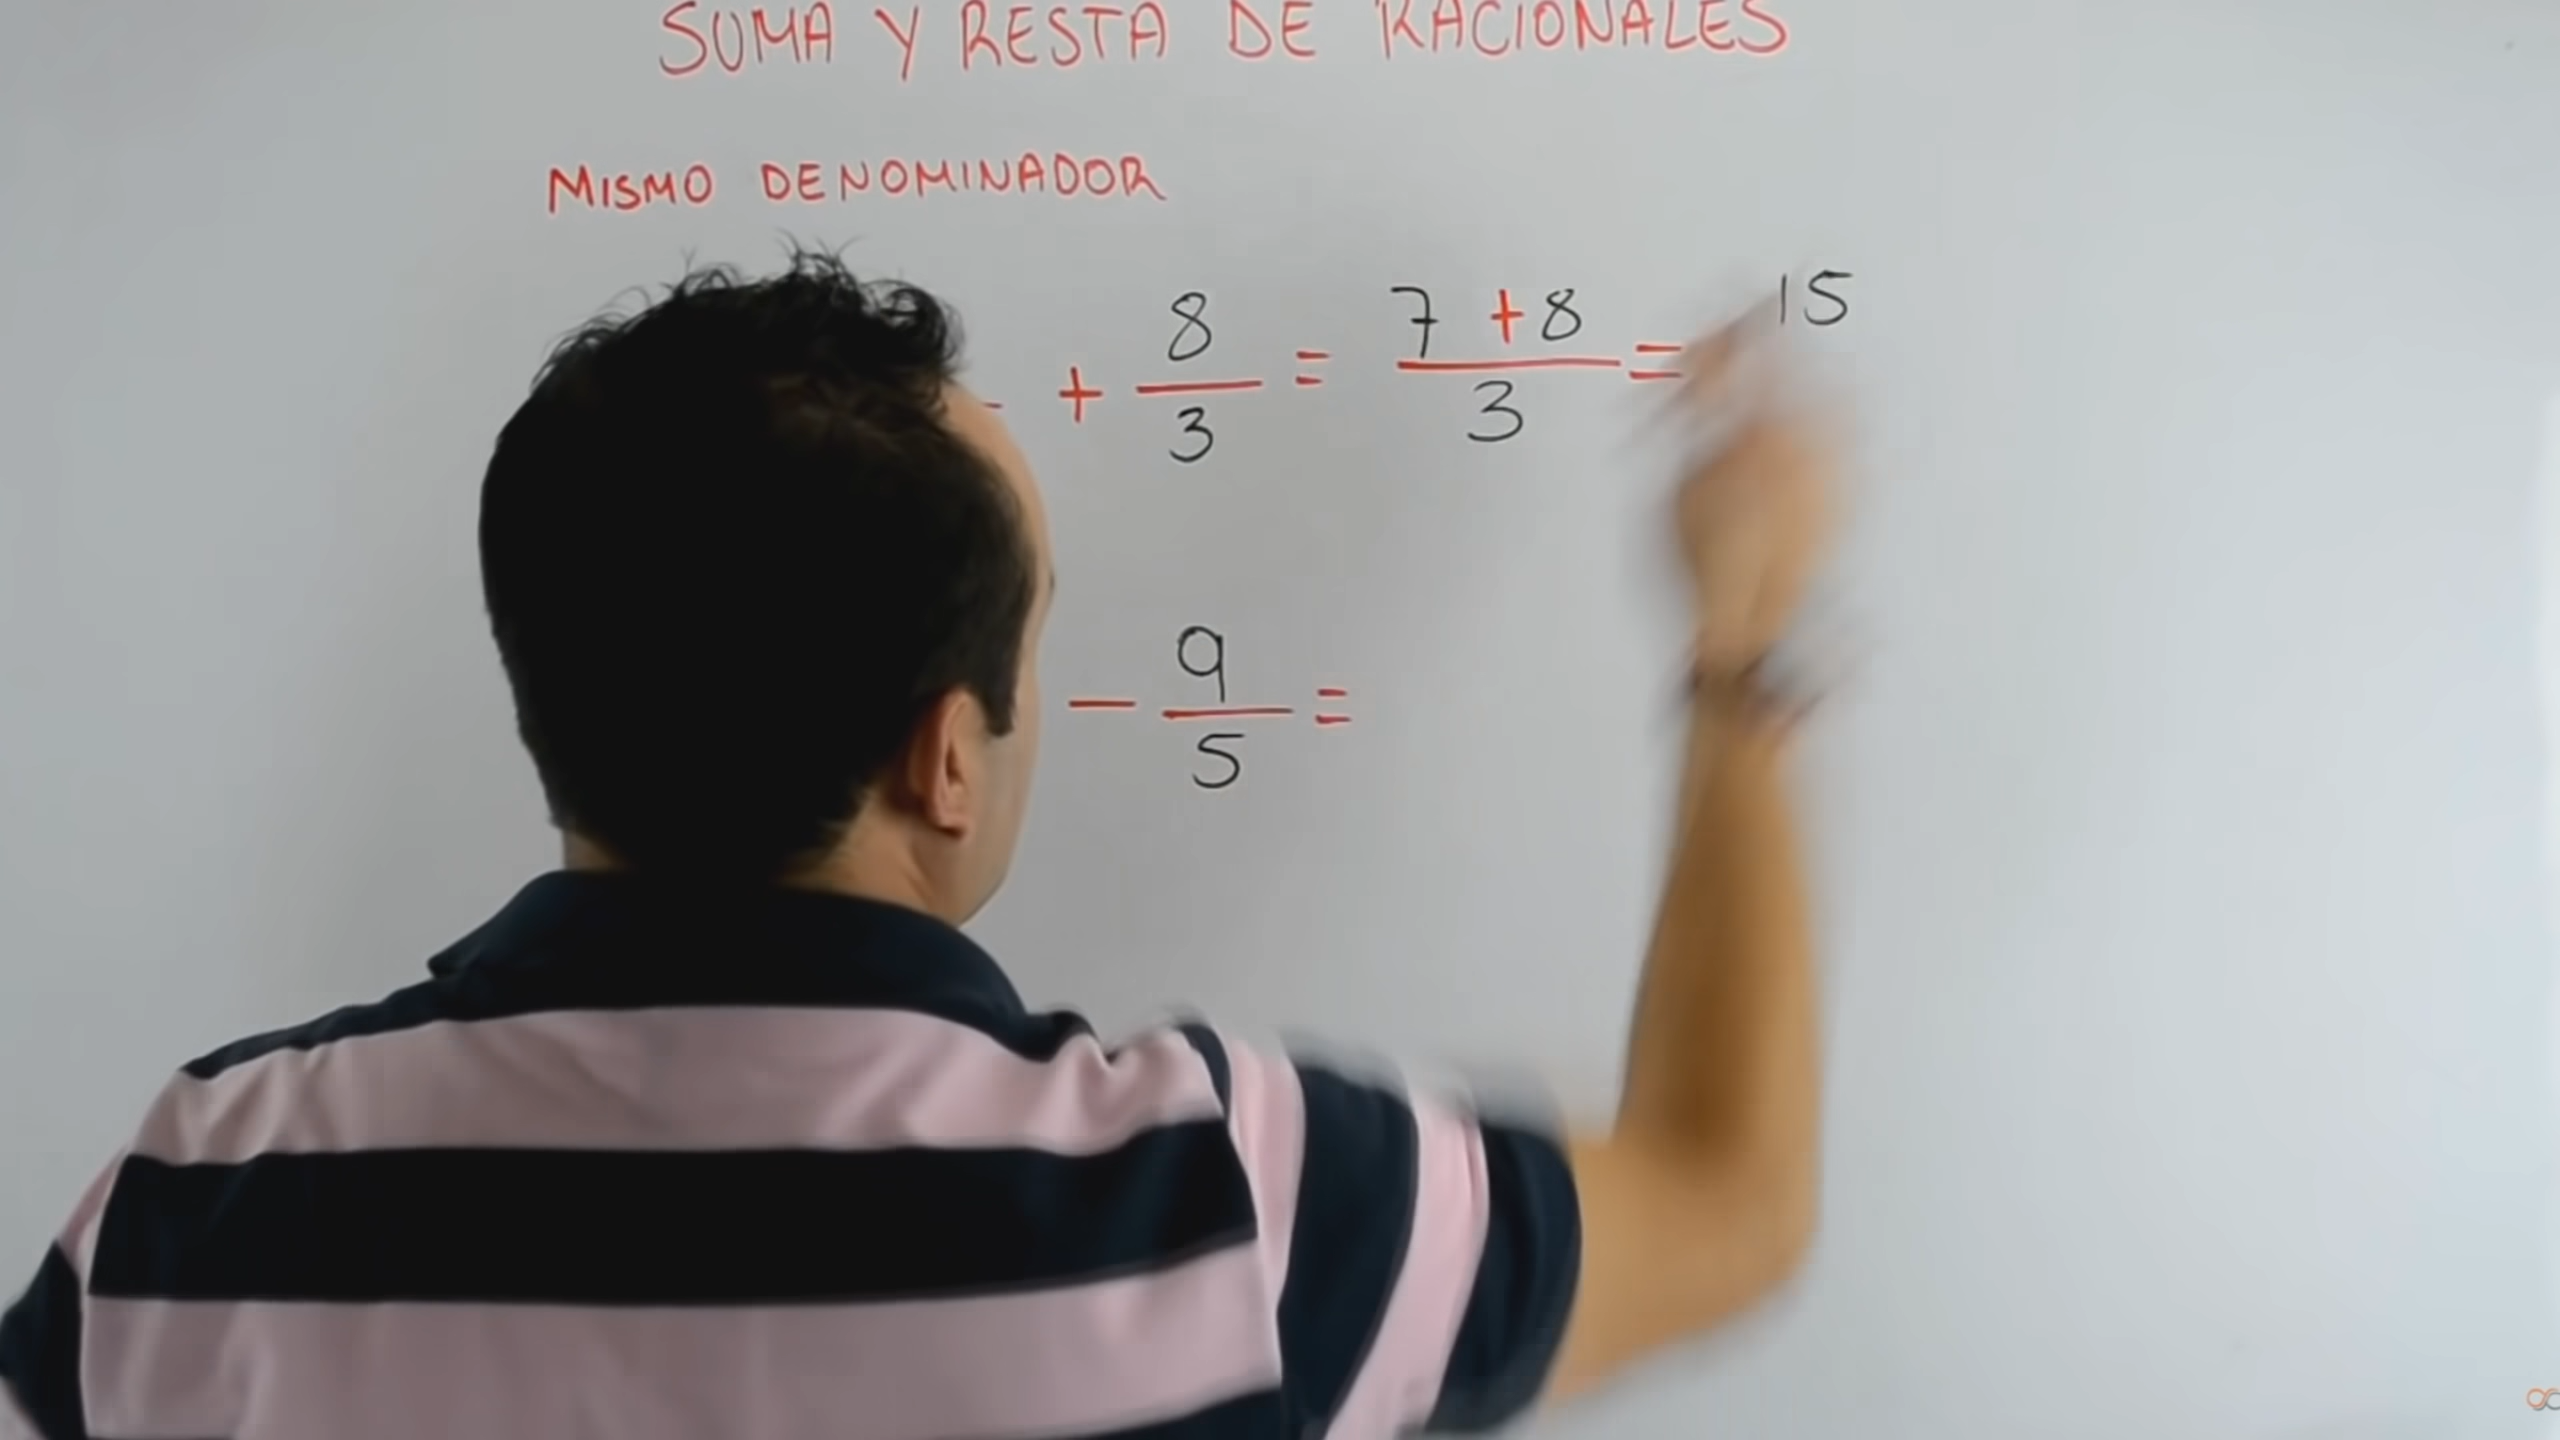 SUMA Y RESTA DE RACIONALES
MISMO DENOMINADOR
+ 8/3 = 7 + 8/3 = 15
- 9/5 =